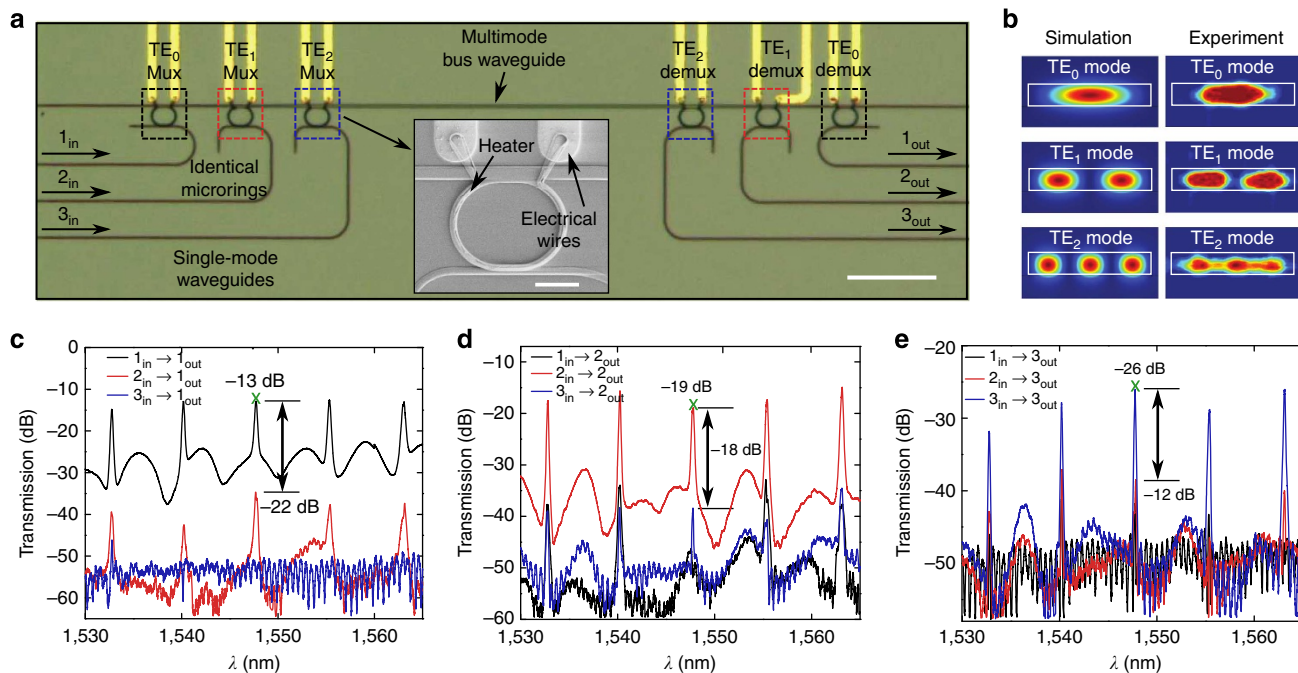 a
TE0 Mux
TE1 Mux
TE2 Mux
Multimode bus waveguide
TE2 demux
TE1 demux
TE0 demux
1in
2in
3in
Identical microrings
Single-mode waveguides
Heater
Electrical wires
1out
2out
3out
b
Simulation
Experiment
TE0 mode
TE0 mode
TE1 mode
TE1 mode
TE2 mode
TE2 mode
c
1in → 1out
2in → 1out
3in → 1out
–13 dB
–22 dB
Transmission (dB)
0
–10
–20
–30
–40
–50
–60
1,530
1,540
1,550
1,560
λ (nm)
d
1in → 2out
2in → 2out
3in → 2out
–19 dB
–18 dB
Transmission (dB)
–10
–20
–30
–40
–50
–60
1,530
1,540
1,550
1,560
λ (nm)
e
1in → 3out
2in → 3out
3in → 3out
–26 dB
–12 dB
Transmission (dB)
–20
–30
–40
–50
1,530
1,540
1,550
1,560
λ (nm)